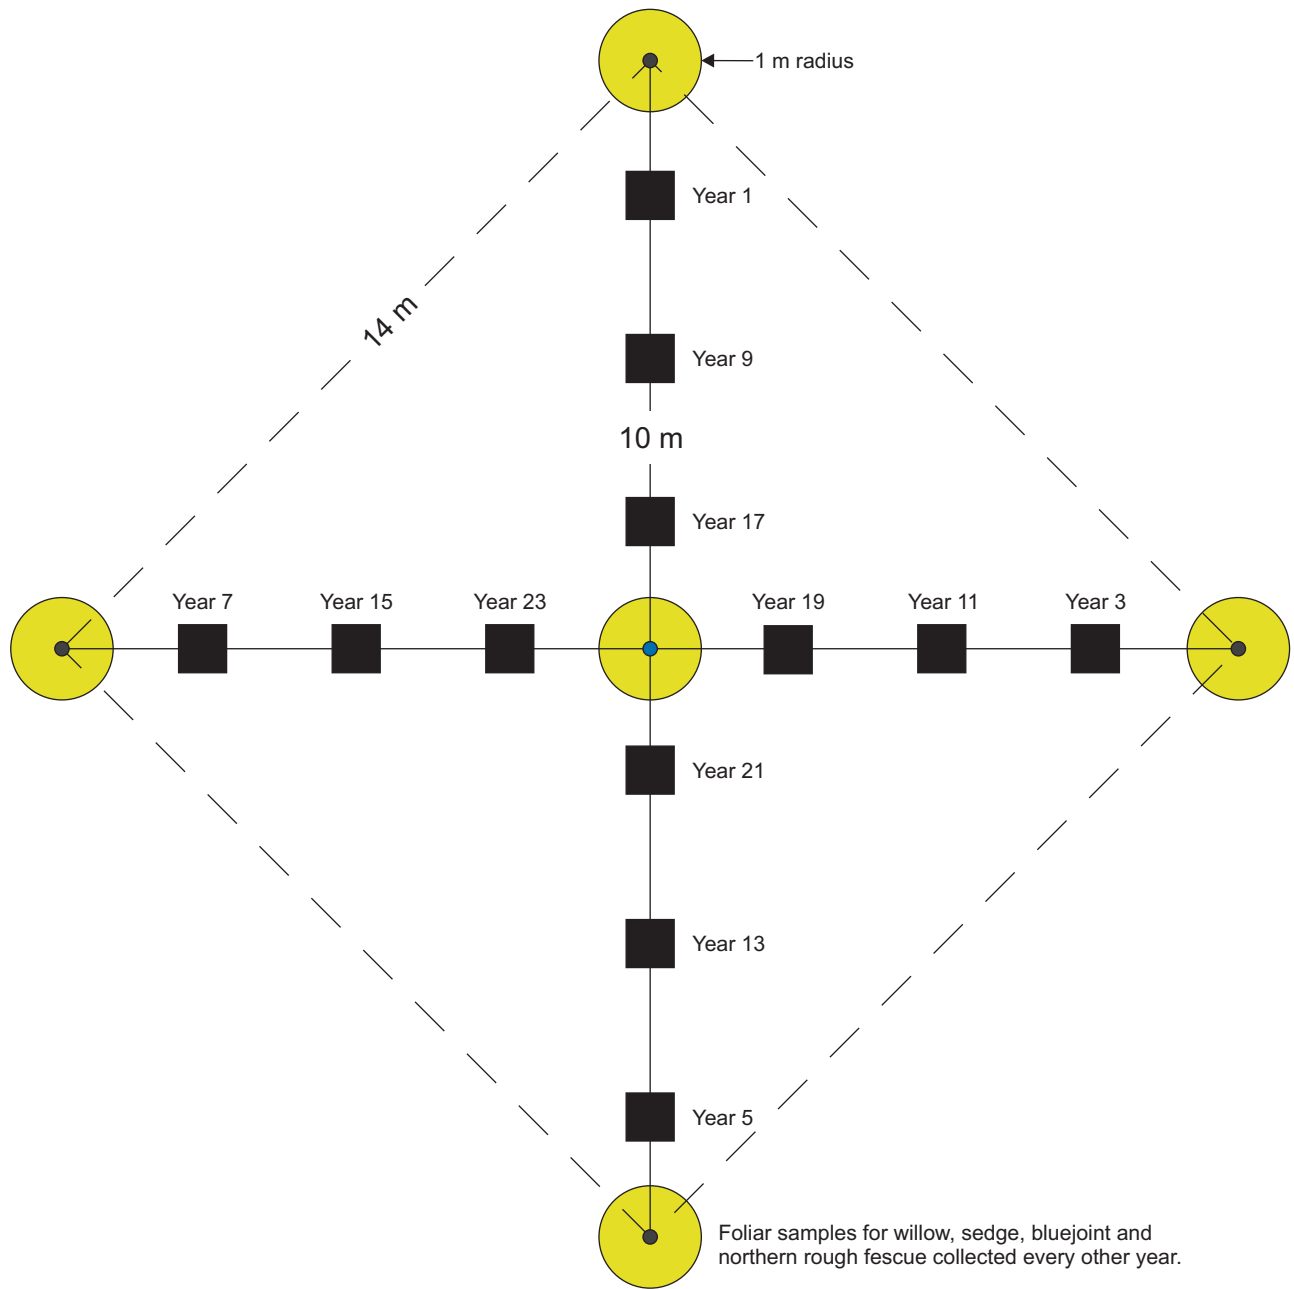 1 m radius
Year 1
14 m
Year 9
10 m
Year 17
Year 7
Year 15
Year 23
Year 19
Year 11
Year 3
Year 21
Year 13
Year 5
Foliar samples for willow, sedge, bluejoint and
northern rough fescue collected every other year.